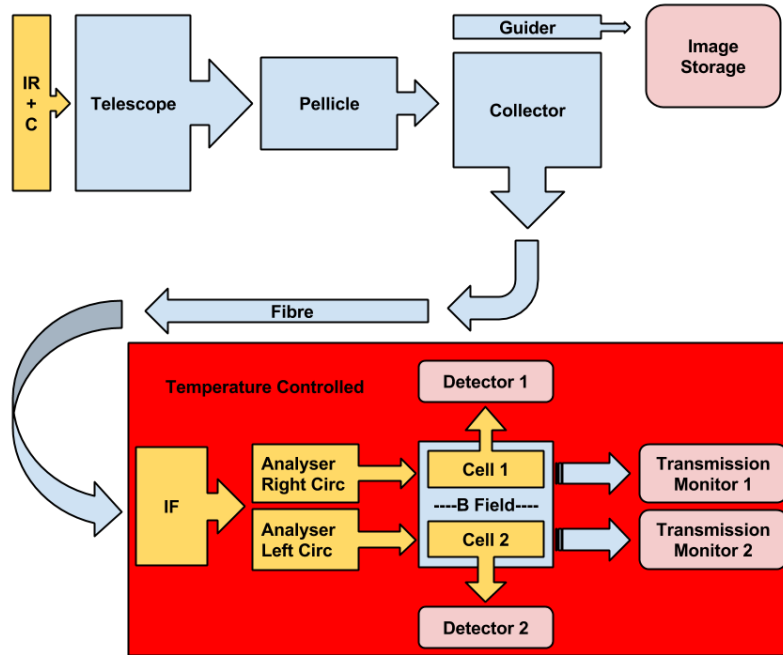 IR
+
C
Telescope
Pellicle
Guider
Collector
Image
Storage
Fibre
Temperature Controlled
Detector 1
IF
Analyser
Right Circ
Cell 1
Transmission
Monitor 1
----B Field----
Analyser
Left Circ
Cell 2
Transmission
Monitor 2
Detector 2